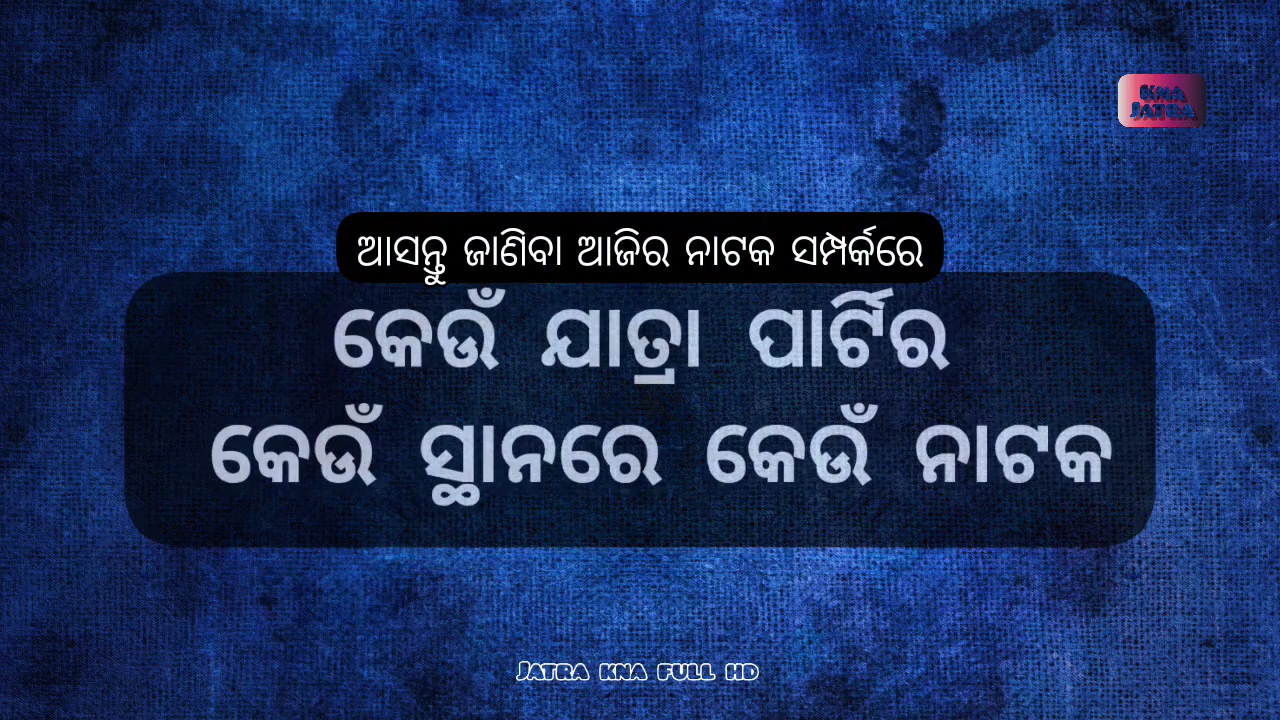 Kna
Jatra
ଆସନ୍ତୁ ଜାଣିବା ଆଜିର ନାଟକ ସମ୍ପର୍କରେ
କେଉଁ ଯାତ୍ରା ପାର୍ଟିର
କେଉଁ ସ୍ଥାନରେ କେଉଁ ନାଟକ
Jatra kna full hd